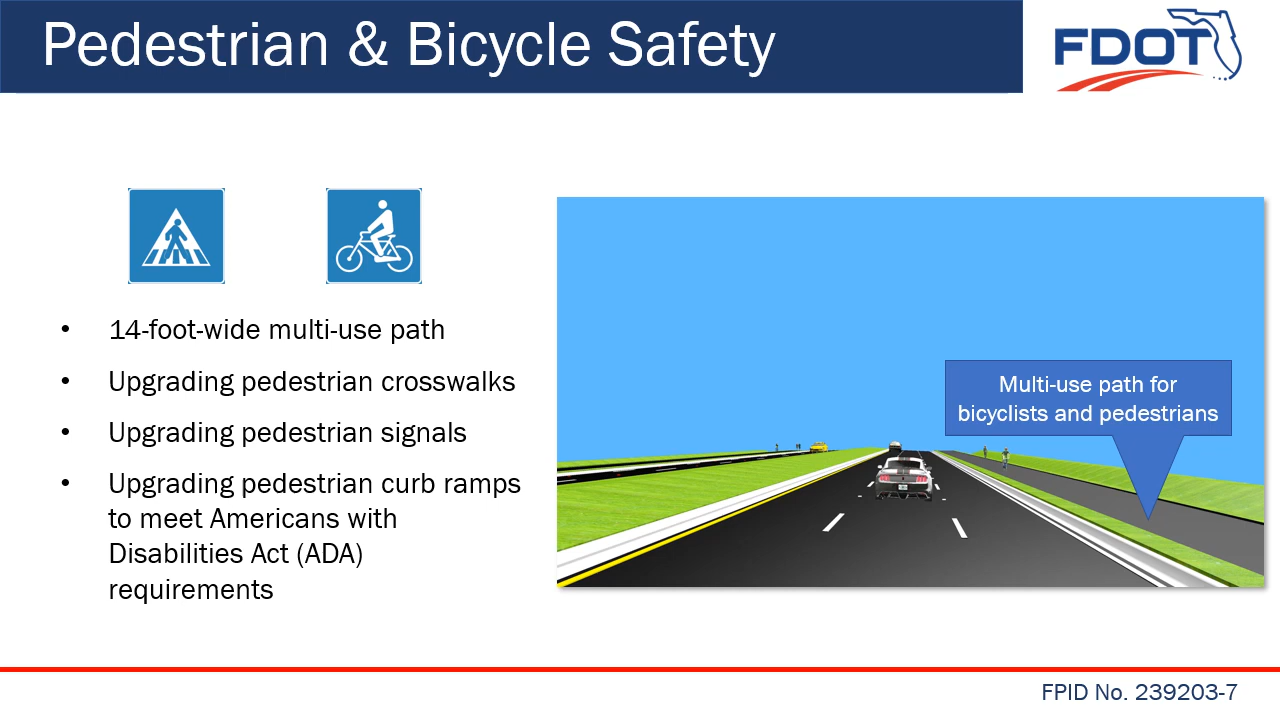 Pedestrian & Bicycle Safety
FDOT
• 14-foot-wide multi-use path
• Upgrading pedestrian crosswalks
• Upgrading pedestrian signals
• Upgrading pedestrian curb ramps
to meet Americans with
Disabilities Act (ADA)
requirements
Multi-use path for
bicyclists and pedestrians
FPID No. 239203-7